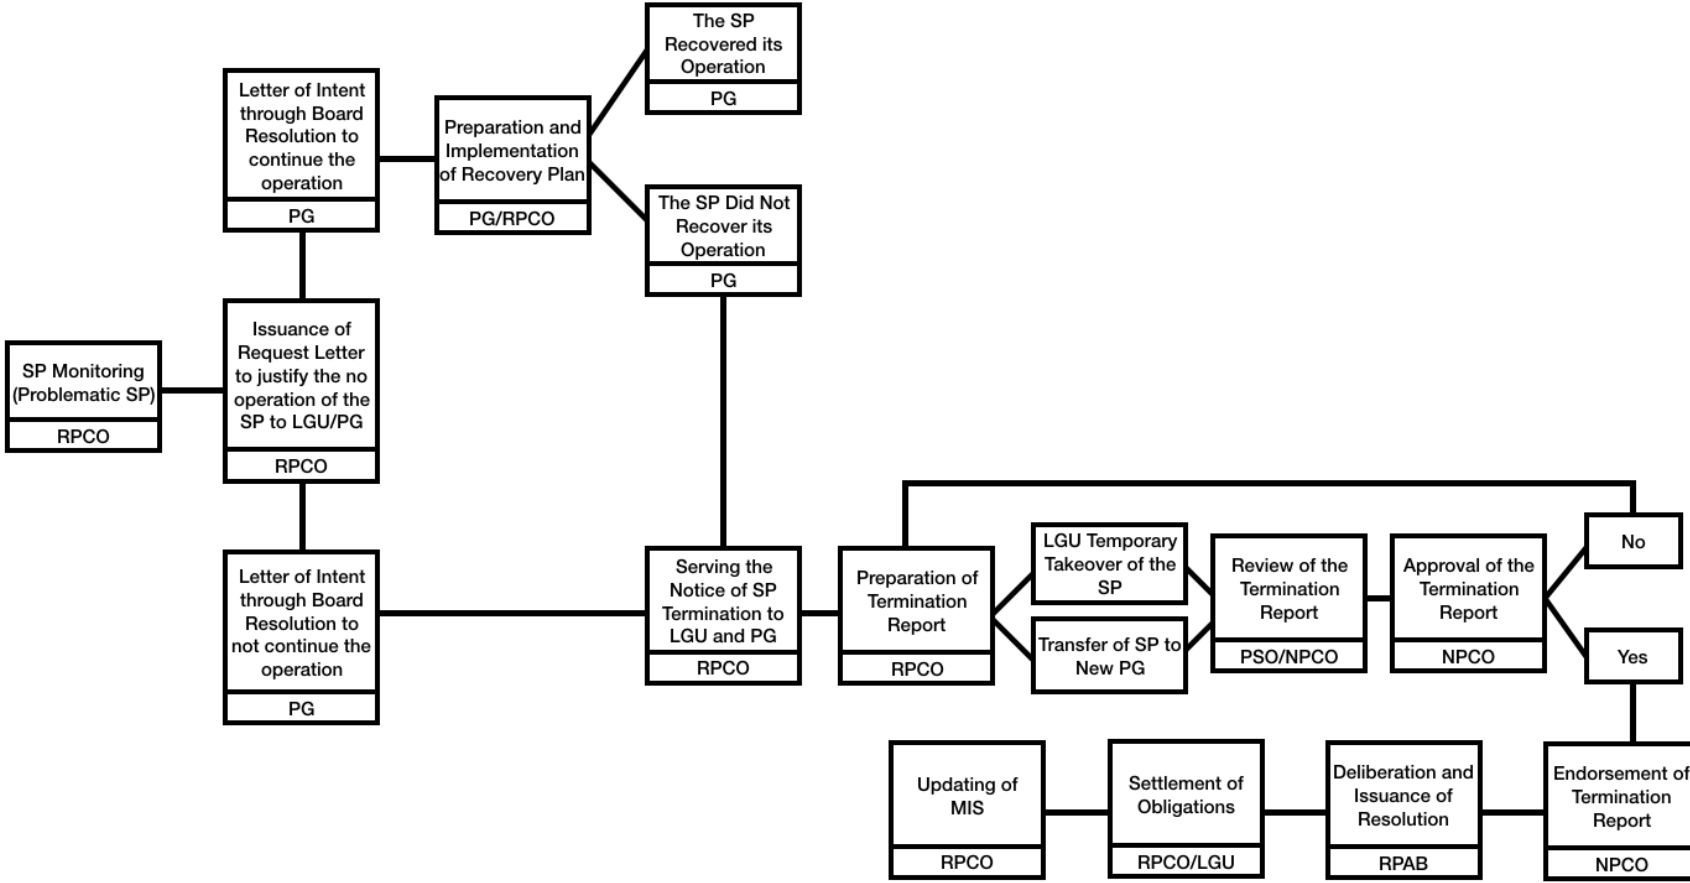 The SP
Recovered its
Operation
PG
Letter of Intent
through Board
Resolution to
continue the
operation
PG
Preparation and
Implementation
of Recovery Plan
PG/RPCO
The SP Did Not
Recover its
Operation
PG
SP Monitoring
(Problematic SP)
RPCO
Issuance of
Request Letter
to justify the no
operation of the
SP to LGU/PG
RPCO
Letter of Intent
through Board
Resolution to
not continue the
operation
PG
Serving the
Notice of SP
Termination to
LGU and PG
RPCO
Preparation of
Termination
Report
RPCO
LGU Temporary
Takeover of the
SP
Transfer of SP to
New PG
Review of the
Termination
Report
PSO/NPCO
Approval of the
Termination
Report
NPCO
No
Yes
Endorsement of
Termination
Report
NPCO
Deliberation and
Issuance of
Resolution
RPAB
Settlement of
Obligations
RPCO/LGU
Updating of
MIS
RPCO